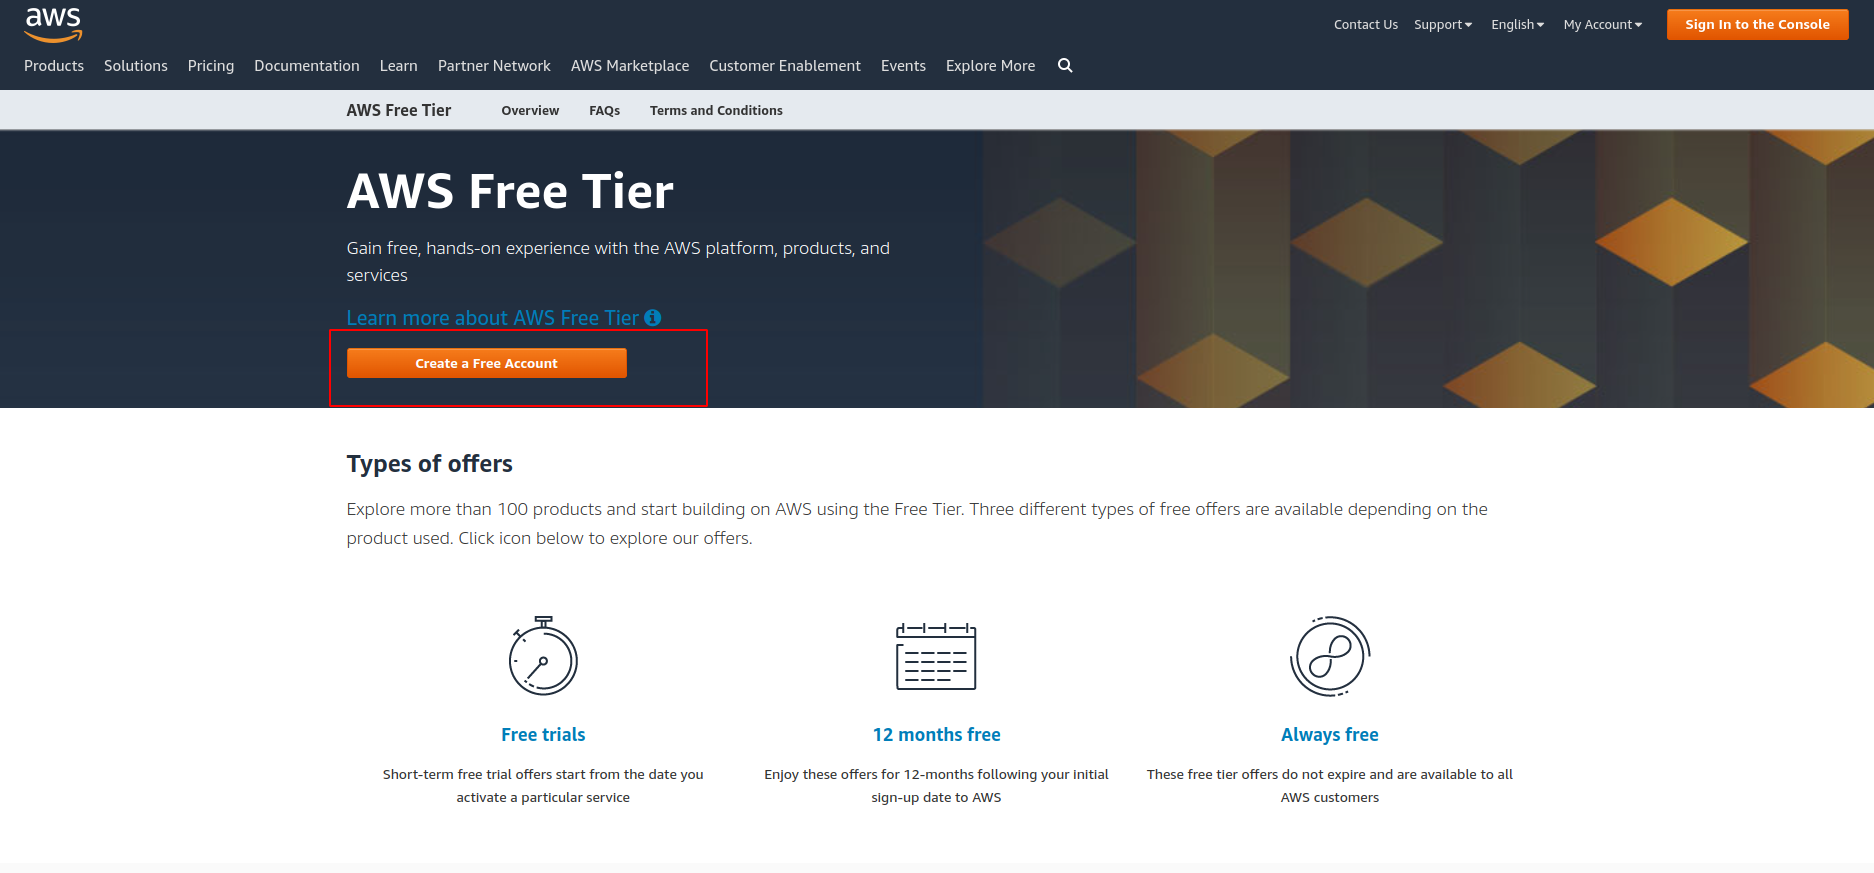 aws
Contact Us Support English My Account Sign In to the Console
Products Solutions Pricing Documentation Learn Partner Network AWS Marketplace Customer Enablement Events Explore More
AWS Free Tier Overview FAQs Terms and Conditions
AWS Free Tier
Gain free, hands-on experience with the AWS platform, products, and
services
Learn more about AWS Free Tier
Create a Free Account
Types of offers
Explore more than 100 products and start building on AWS using the Free Tier. Three different types of free offers are available depending on the
product used. Click icon below to explore our offers.
Free trials
Short-term free trial offers start from the date you
activate a particular service
12 months free
Enjoy these offers for 12-months following your initial
sign-up date to AWS
Always free
These free tier offers do not expire and are available to all
AWS customers